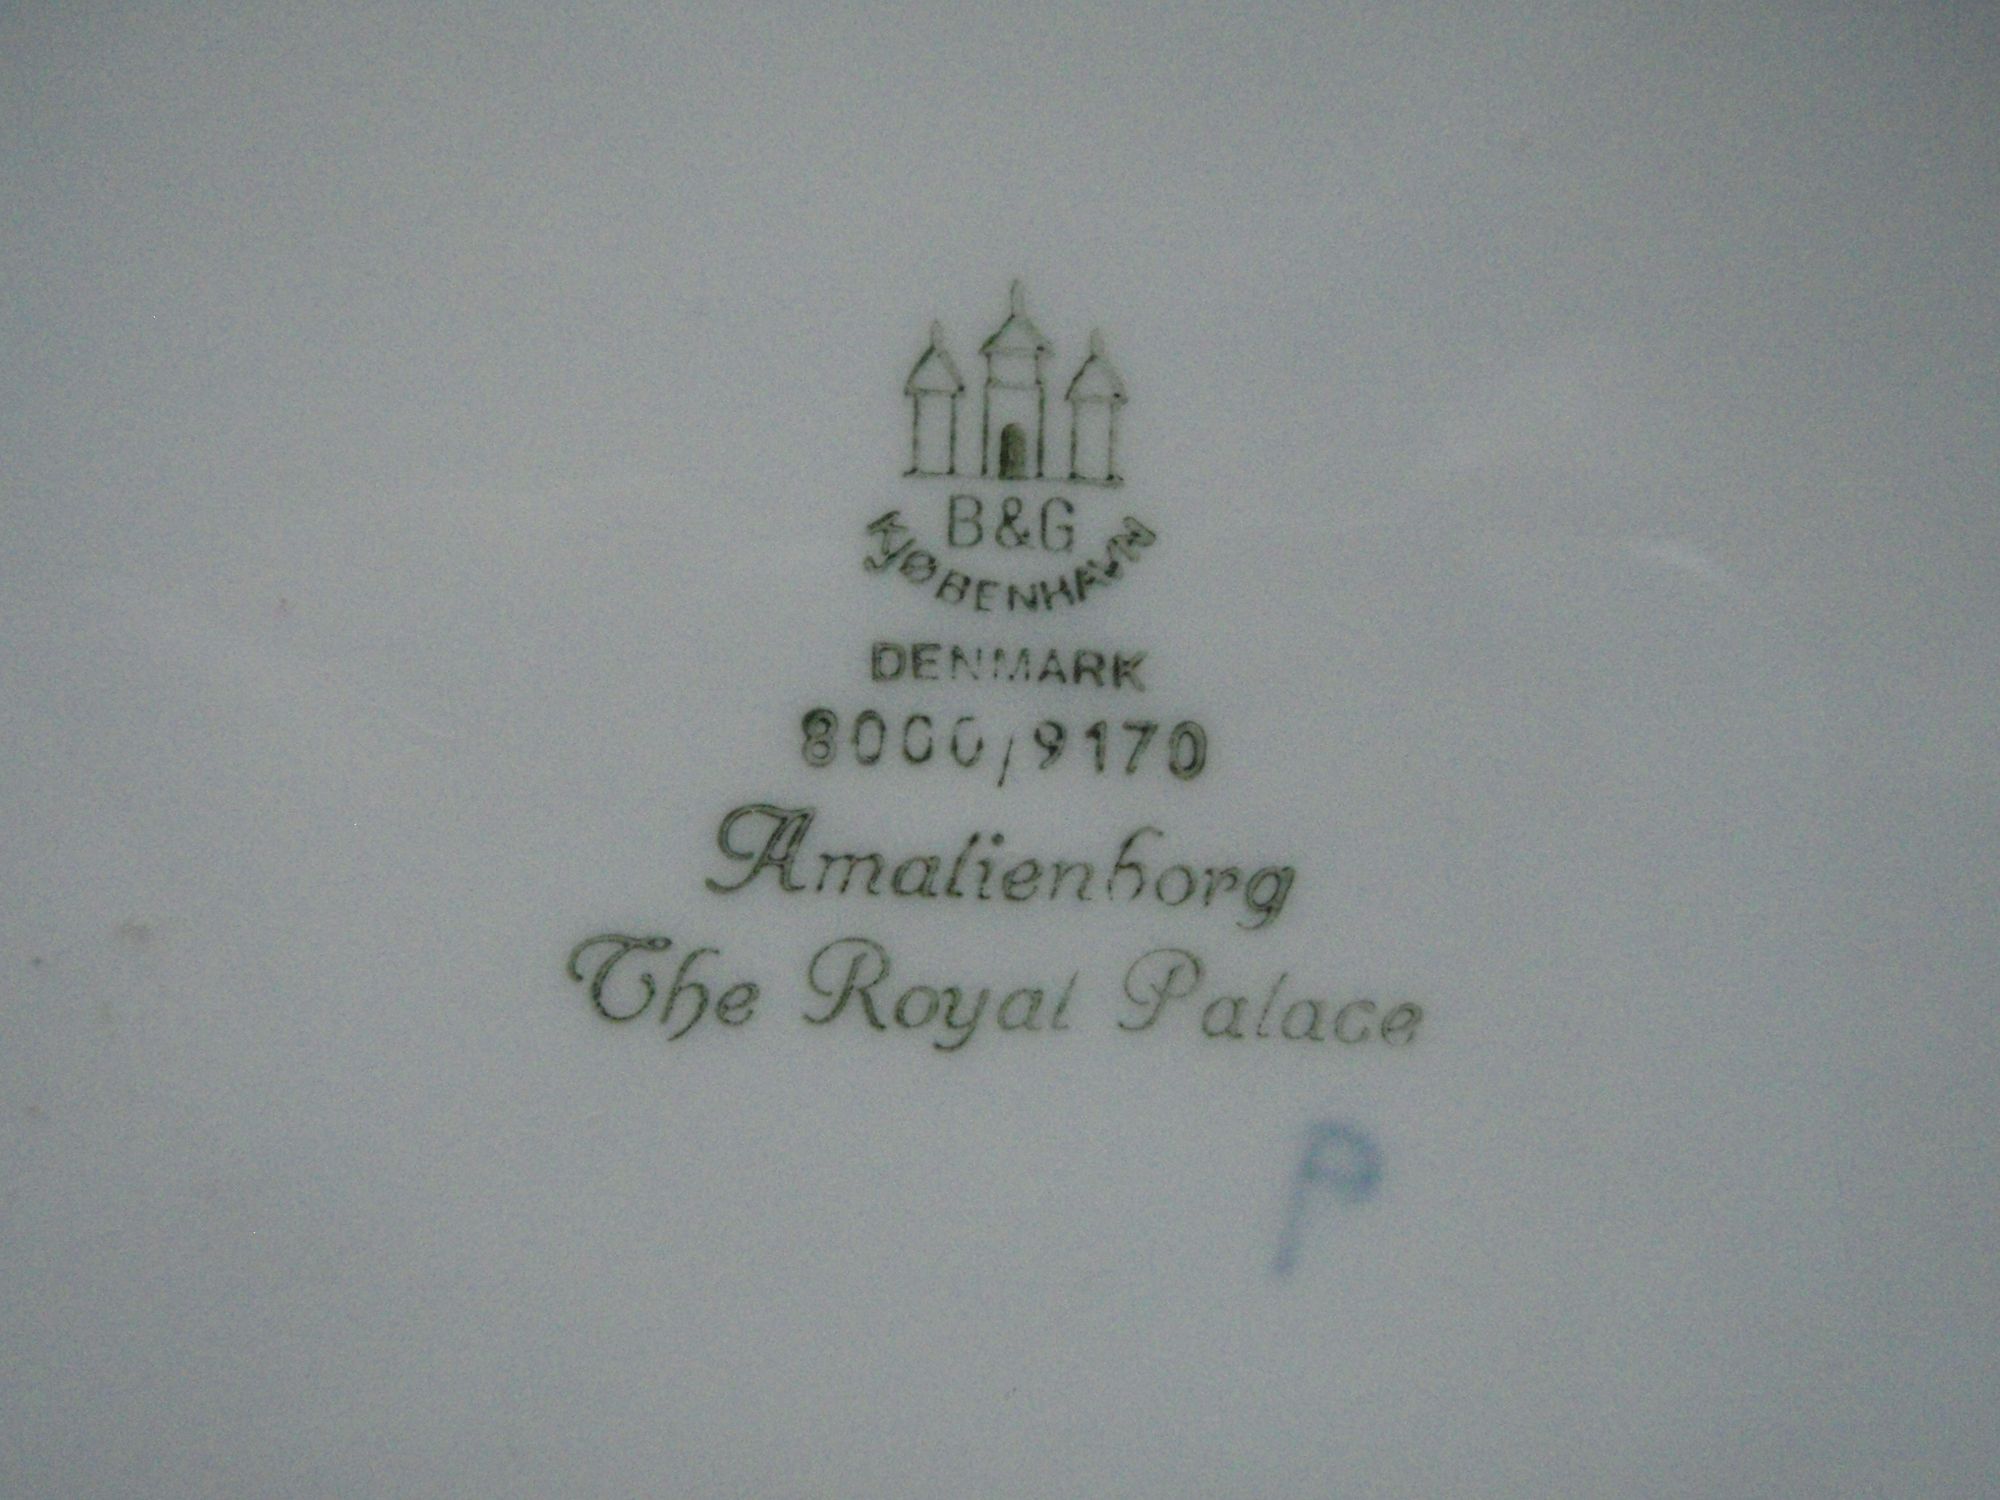 B&G
KJØBENHAVN
DENMARK
8000/9170
Amalienborg
The Royal Palace
P